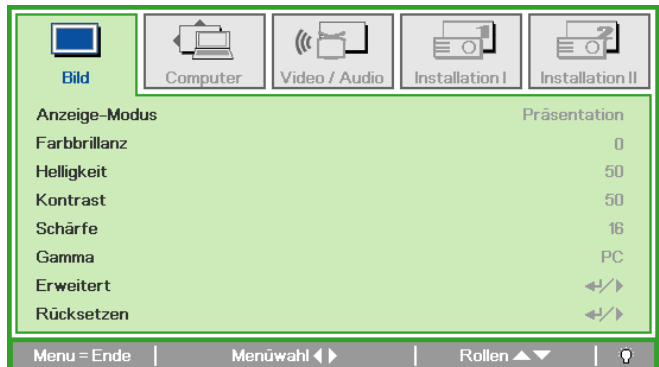 Bild Computer Video / Audio Installation I Installation II
Anzeige-Modus Präsentation
Farbbrillanz 0
Helligkeit 50
Kontrast 50
Schärfe 16
Gamma PC
Erweitert
Rücksetzen
Menu = Ende | Menüwahl | Rollen |